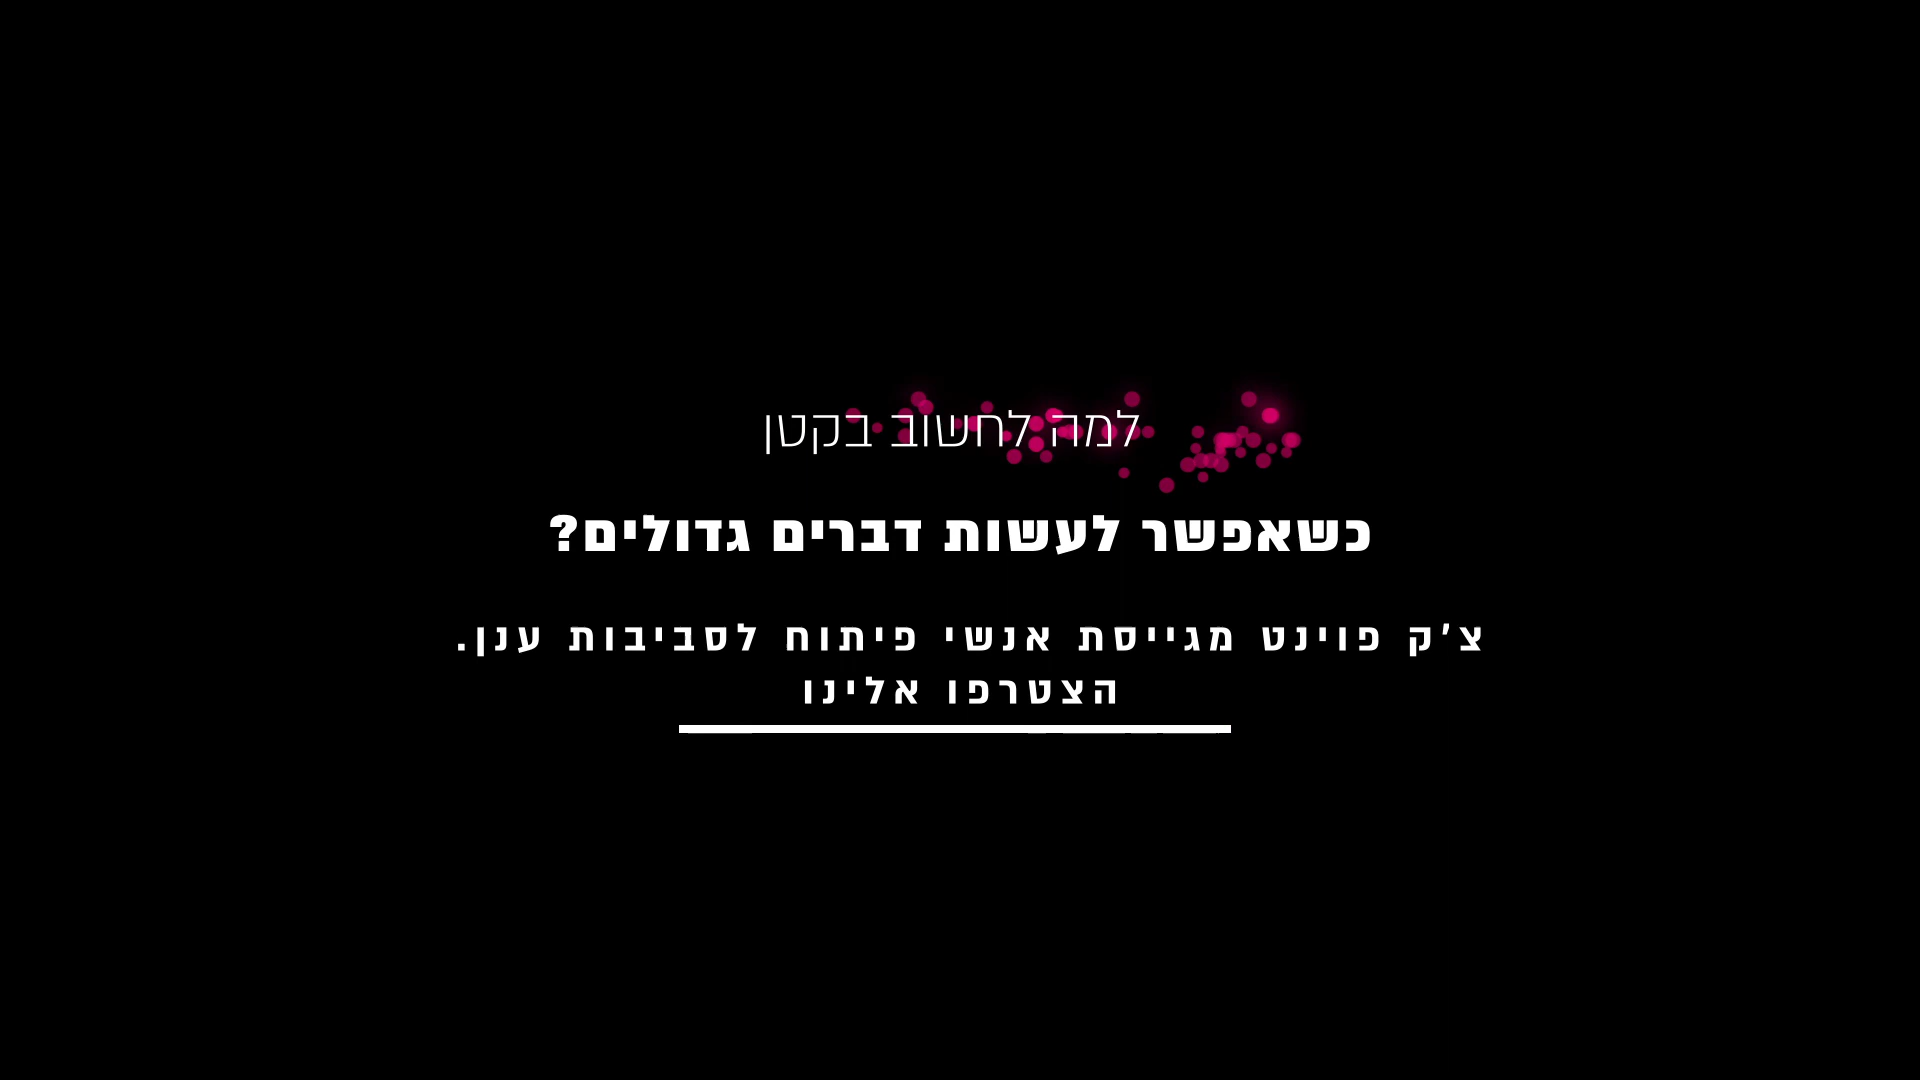 למה לחשוב בקטן
כשאפשר לעשות דברים גדולים?
צ'ק פוינט מגייסת אנשי פיתוח לסביבות ענן.
הצטרפו אלינו